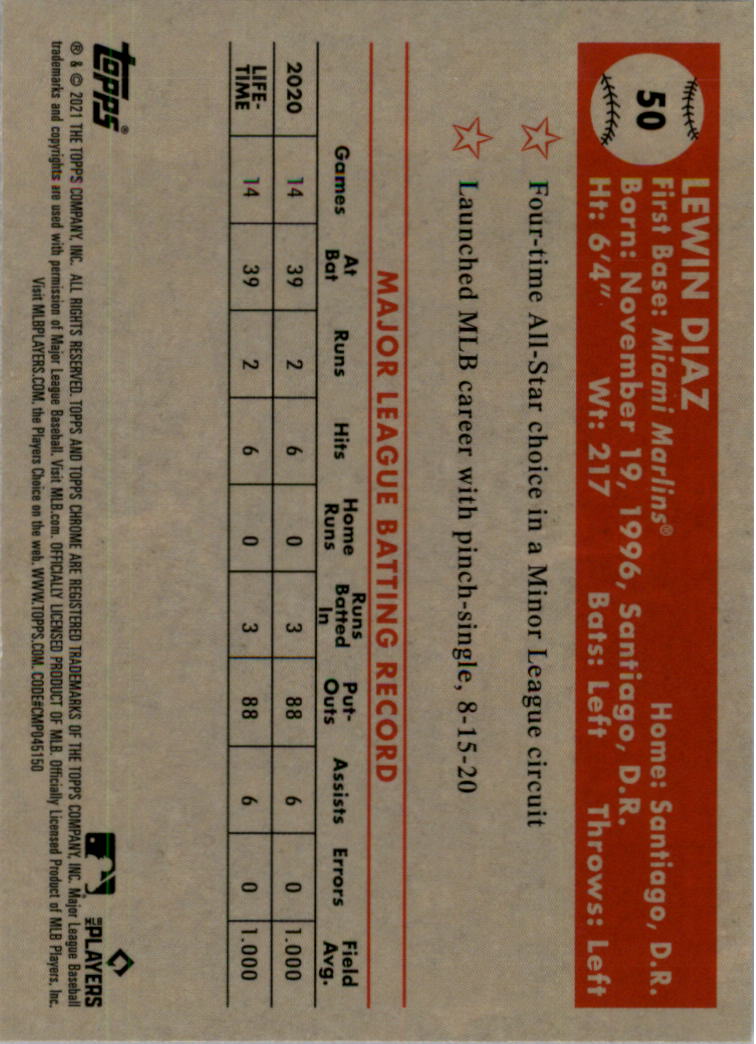 50
LEWIN DIAZ
First Base: Miami Marlins® Home: Santiago, D.R.
Born: November 19, 1996, Santiago, D.R.
Ht: 6'4" Wt: 217 Bats: Left Throws: Left
Four-time All-Star choice in a Minor League circuit
Launched MLB career with pinch-single, 8-15-20
MAJOR LEAGUE BATTING RECORD
Games At Bat Runs Hits Home Runs Runs Batted In Put-Outs Assists Errors Field Avg.
2020 14 39 2 6 0 3 88 6 0 1.000
LIFE-TIME 14 39 2 6 0 3 88 6 0 1.000
topps®
THE PLAYERS
® & © 2021 THE TOPPS COMPANY, INC. ALL RIGHTS RESERVED. TOPPS AND TOPPS CHROME ARE REGISTERED TRADEMARKS OF THE TOPPS COMPANY, INC. Major League Baseball
trademarks and copyrights are used with permission of Major League Baseball. Visit MLB.com. OFFICIALLY LICENSED PRODUCT OF MLB. Officially Licensed Product of MLB Players, Inc.
Visit MLBPLAYERS.COM, the Players Choice on the web. WWW.TOPPS.COM. CODE#CMP045150